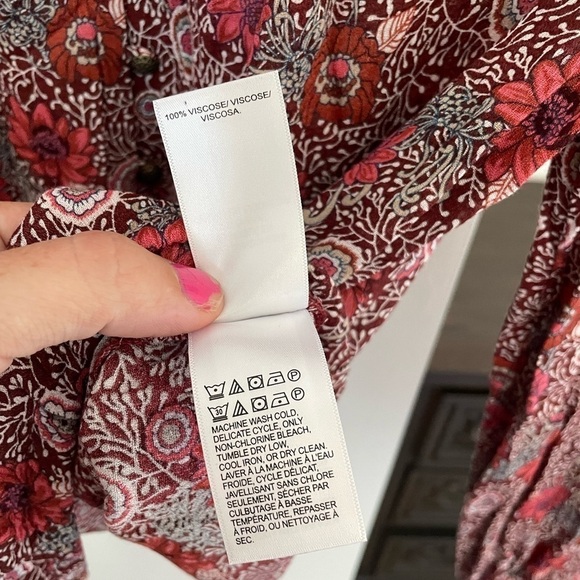 100% VISCOSE/ VISCOSE/
VISCOSA.
P
30 P
MACHINE WASH COLD,
DELICATE CYCLE, ONLY
NON-CHLORINE BLEACH,
TUMBLE DRY LOW,
COOL IRON, OR DRY CLEAN.
LAVER À LA MACHINE À L'EAU
FROIDE, CYCLE DÉLICAT,
JAVELLISANT SANS CHLORE
SEULEMENT, SÉCHER PAR
CULBUTAGE À BASSE
TEMPÉRATURE, REPASSER
À FROID, OU NETTOYAGE À
SEC.